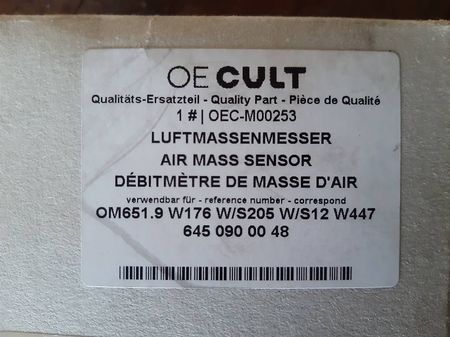 OE CULT
Qualitäts-Ersatzteil - Quality Part - Pièce de Qualité
1 # | OEC-M00253
LUFTMASSENMESSER
AIR MASS SENSOR
DÉBITMÈTRE DE MASSE D'AIR
verwendbar für - reference number - correspond
OM651.9 W176 W/S205 W/S12 W447
645 090 00 48